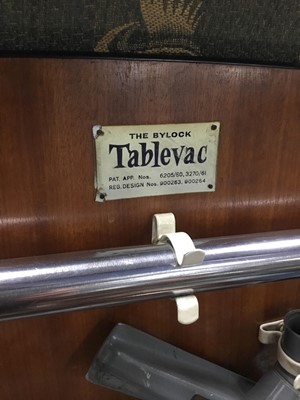 THE BYLOCK
Tablevac
PAT. APP. Nos. 6205/60, 3270/61
REG. DESIGN Nos. 900263, 900264